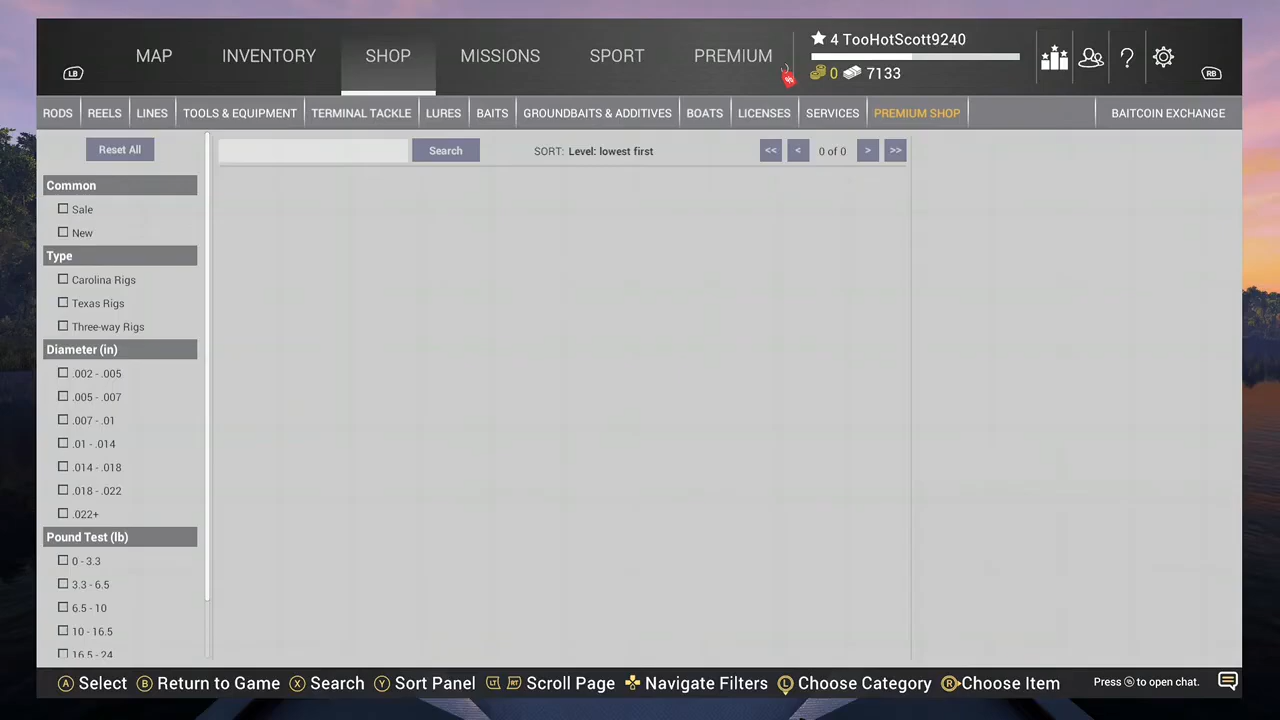 LB
MAP
INVENTORY
SHOP
MISSIONS
SPORT
PREMIUM
4 TooHotScott9240
0 7133
?
RB
RODS
REELS
LINES
TOOLS & EQUIPMENT
TERMINAL TACKLE
LURES
BAITS
GROUNDBAITS & ADDITIVES
BOATS
LICENSES
SERVICES
PREMIUM SHOP
BAITCOIN EXCHANGE
Reset All
Search
SORT: Level: lowest first
<<
<
0 of 0
>
>>
Common
Sale
New
Type
Carolina Rigs
Texas Rigs
Three-way Rigs
Diameter (in)
.002 - .005
.005 - .007
.007 - .01
.01 - .014
.014 - .018
.018 - .022
.022+
Pound Test (lb)
0 - 3.3
3.3 - 6.5
6.5 - 10
10 - 16.5
16.5 - 24
A Select
B Return to Game
X Search
Y Sort Panel
LT RT Scroll Page
Navigate Filters
L Choose Category
R Choose Item
Press to open chat.